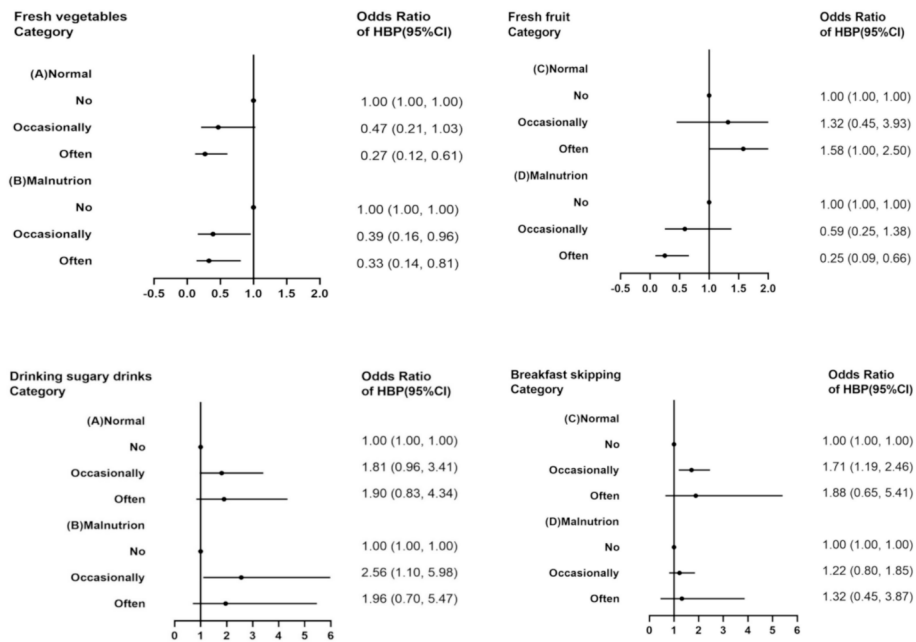 Fresh vegetables
Category
Odds Ratio
of HBP(95%CI)
(A)Normal
No 1.00 (1.00, 1.00)
Occasionally 0.47 (0.21, 1.03)
Often 0.27 (0.12, 0.61)
(B)Malnutrition
No 1.00 (1.00, 1.00)
Occasionally 0.39 (0.16, 0.96)
Often 0.33 (0.14, 0.81)
-0.5 0.0 0.5 1.0 1.5 2.0
Fresh fruit
Category
Odds Ratio
of HBP(95%CI)
(C)Normal
No 1.00 (1.00, 1.00)
Occasionally 1.32 (0.45, 3.93)
Often 1.58 (1.00, 2.50)
(D)Malnutrition
No 1.00 (1.00, 1.00)
Occasionally 0.59 (0.25, 1.38)
Often 0.25 (0.09, 0.66)
-0.5 0.0 0.5 1.0 1.5 2.0
Drinking sugary drinks
Category
Odds Ratio
of HBP(95%CI)
(A)Normal
No 1.00 (1.00, 1.00)
Occasionally 1.81 (0.96, 3.41)
Often 1.90 (0.83, 4.34)
(B)Malnutrition
No 1.00 (1.00, 1.00)
Occasionally 2.56 (1.10, 5.98)
Often 1.96 (0.70, 5.47)
0 1 2 3 4 5 6
Breakfast skipping
Category
Odds Ratio
of HBP(95%CI)
(C)Normal
No 1.00 (1.00, 1.00)
Occasionally 1.71 (1.19, 2.46)
Often 1.88 (0.65, 5.41)
(D)Malnutrition
No 1.00 (1.00, 1.00)
Occasionally 1.22 (0.80, 1.85)
Often 1.32 (0.45, 3.87)
0 1 2 3 4 5 6